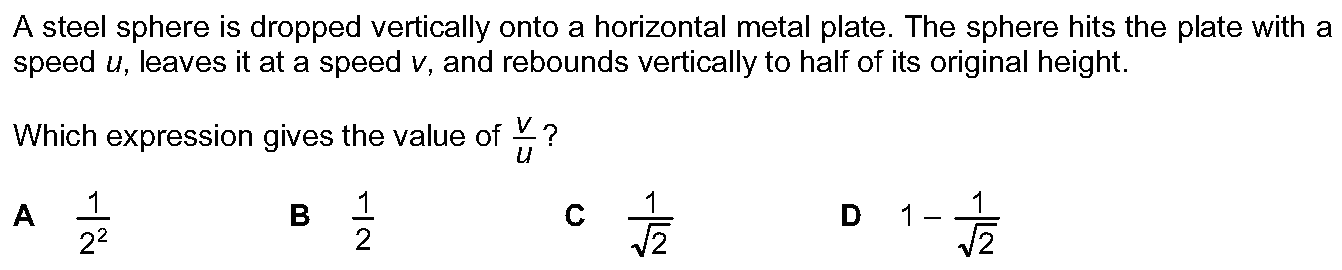 A steel sphere is dropped vertically onto a horizontal metal plate. The sphere hits the plate with a
speed u, leaves it at a speed v, and rebounds vertically to half of its original height.
Which expression gives the value of v/u ?
A 1/2² B 1/2 C 1/√2 D 1 – 1/√2